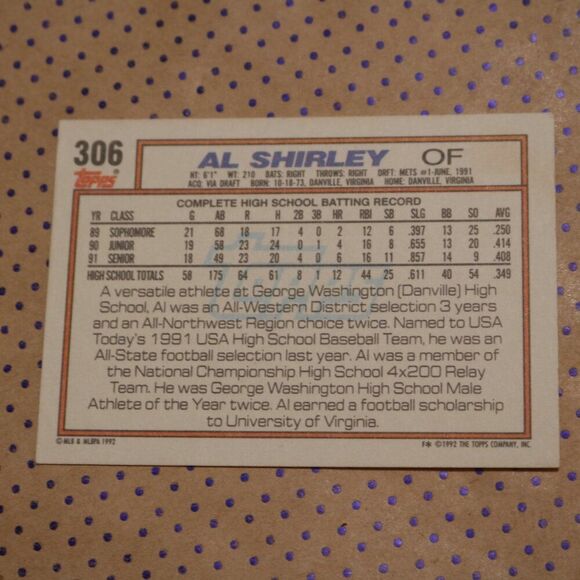 306
Topps®
AL SHIRLEY OF
HT: 6'1" WT: 210 BATS: RIGHT THROWS: RIGHT DRFT: METS #1-JUNE, 1991
ACQ: VIA DRAFT BORN: 10-18-73, DANVILLE, VIRGINIA HOME: DANVILLE, VIRGINIA
COMPLETE HIGH SCHOOL BATTING RECORD
YR CLASS G AB R H 2B 3B HR RBI SB SLG BB SO AVG
89 SOPHOMORE 21 68 18 17 4 0 2 12 6 .397 13 25 .250
90 JUNIOR 19 58 23 24 0 4 16 8 .655 13 20 .414
91 SENIOR 18 49 23 20 4 0 6 16 11 .857 14 9 .408
HIGH SCHOOL TOTALS 58 175 64 61 8 1 12 44 25 .611 40 54 .349
A versatile athlete at George Washington (Danville) High
School, Al was an All-Western District selection 3 years
and an All-Northwest Region choice twice. Named to USA
Today's 1991 USA High School Baseball Team, he was an
All-State football selection last year. Al was a member of
the National Championship High School 4x200 Relay
Team. He was George Washington High School Male
Athlete of the Year twice. Al earned a football scholarship
to University of Virginia.
©MLB & MLBPA 1992 F* ©1992 THE TOPPS COMPANY, INC.